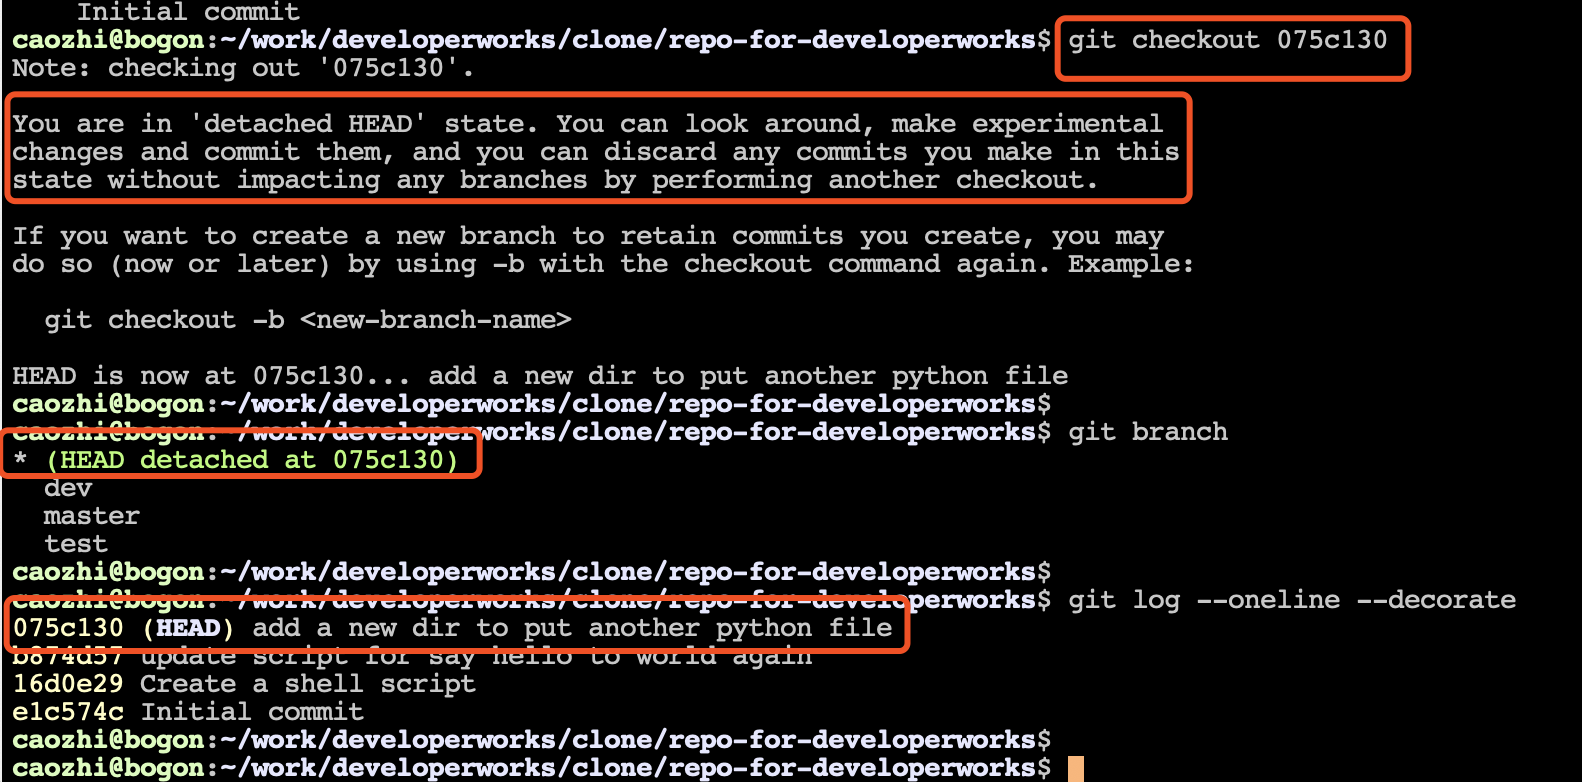 Initial commit
caozhi@bogon:~/work/developerworks/clone/repo-for-developerworks$ git checkout 075c130
Note: checking out '075c130'.
You are in 'detached HEAD' state. You can look around, make experimental
changes and commit them, and you can discard any commits you make in this
state without impacting any branches by performing another checkout.
If you want to create a new branch to retain commits you create, you may
do so (now or later) by using -b with the checkout command again. Example:
git checkout -b <new-branch-name>
HEAD is now at 075c130... add a new dir to put another python file
caozhi@bogon:~/work/developerworks/clone/repo-for-developerworks$
caozhi@bogon:~/work/developerworks/clone/repo-for-developerworks$ git branch
* (HEAD detached at 075c130)
dev
master
test
caozhi@bogon:~/work/developerworks/clone/repo-for-developerworks$
caozhi@bogon:~/work/developerworks/clone/repo-for-developerworks$ git log --oneline --decorate
075c130 (HEAD) add a new dir to put another python file
b874d57 update script for say hello to world again
16d0e29 Create a shell script
e1c574c Initial commit
caozhi@bogon:~/work/developerworks/clone/repo-for-developerworks$
caozhi@bogon:~/work/developerworks/clone/repo-for-developerworks$